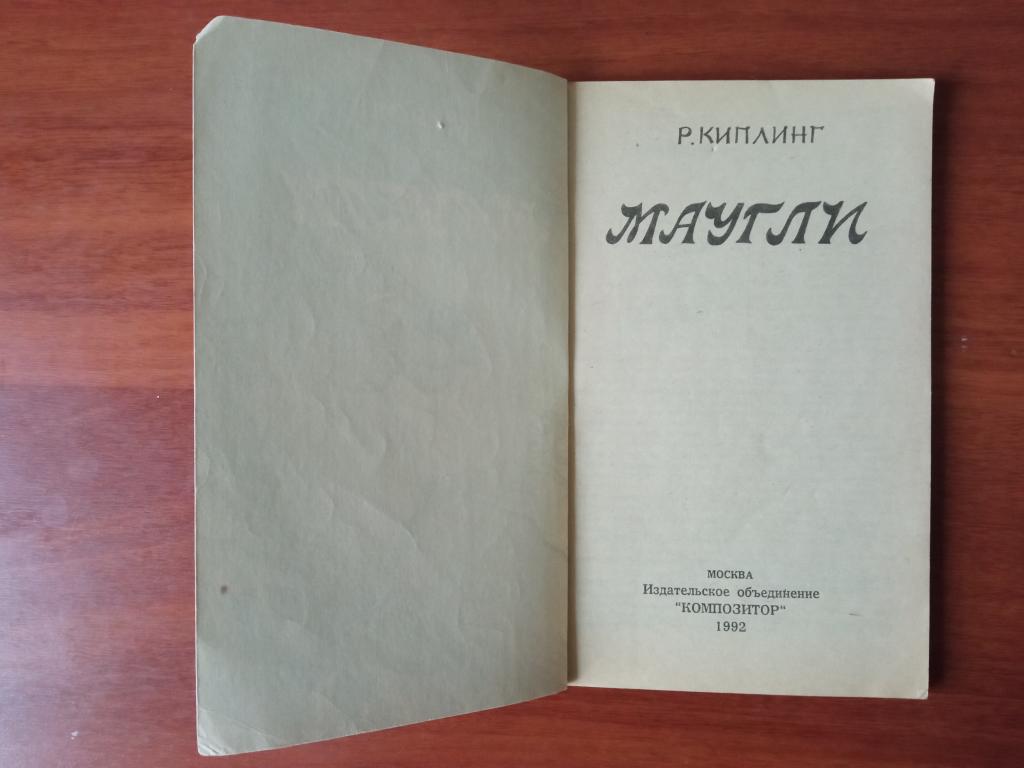 Р. КИПЛИНГ
МАУГЛИ
МОСКВА
Издательское объединение
"КОМПОЗИТОР"
1992